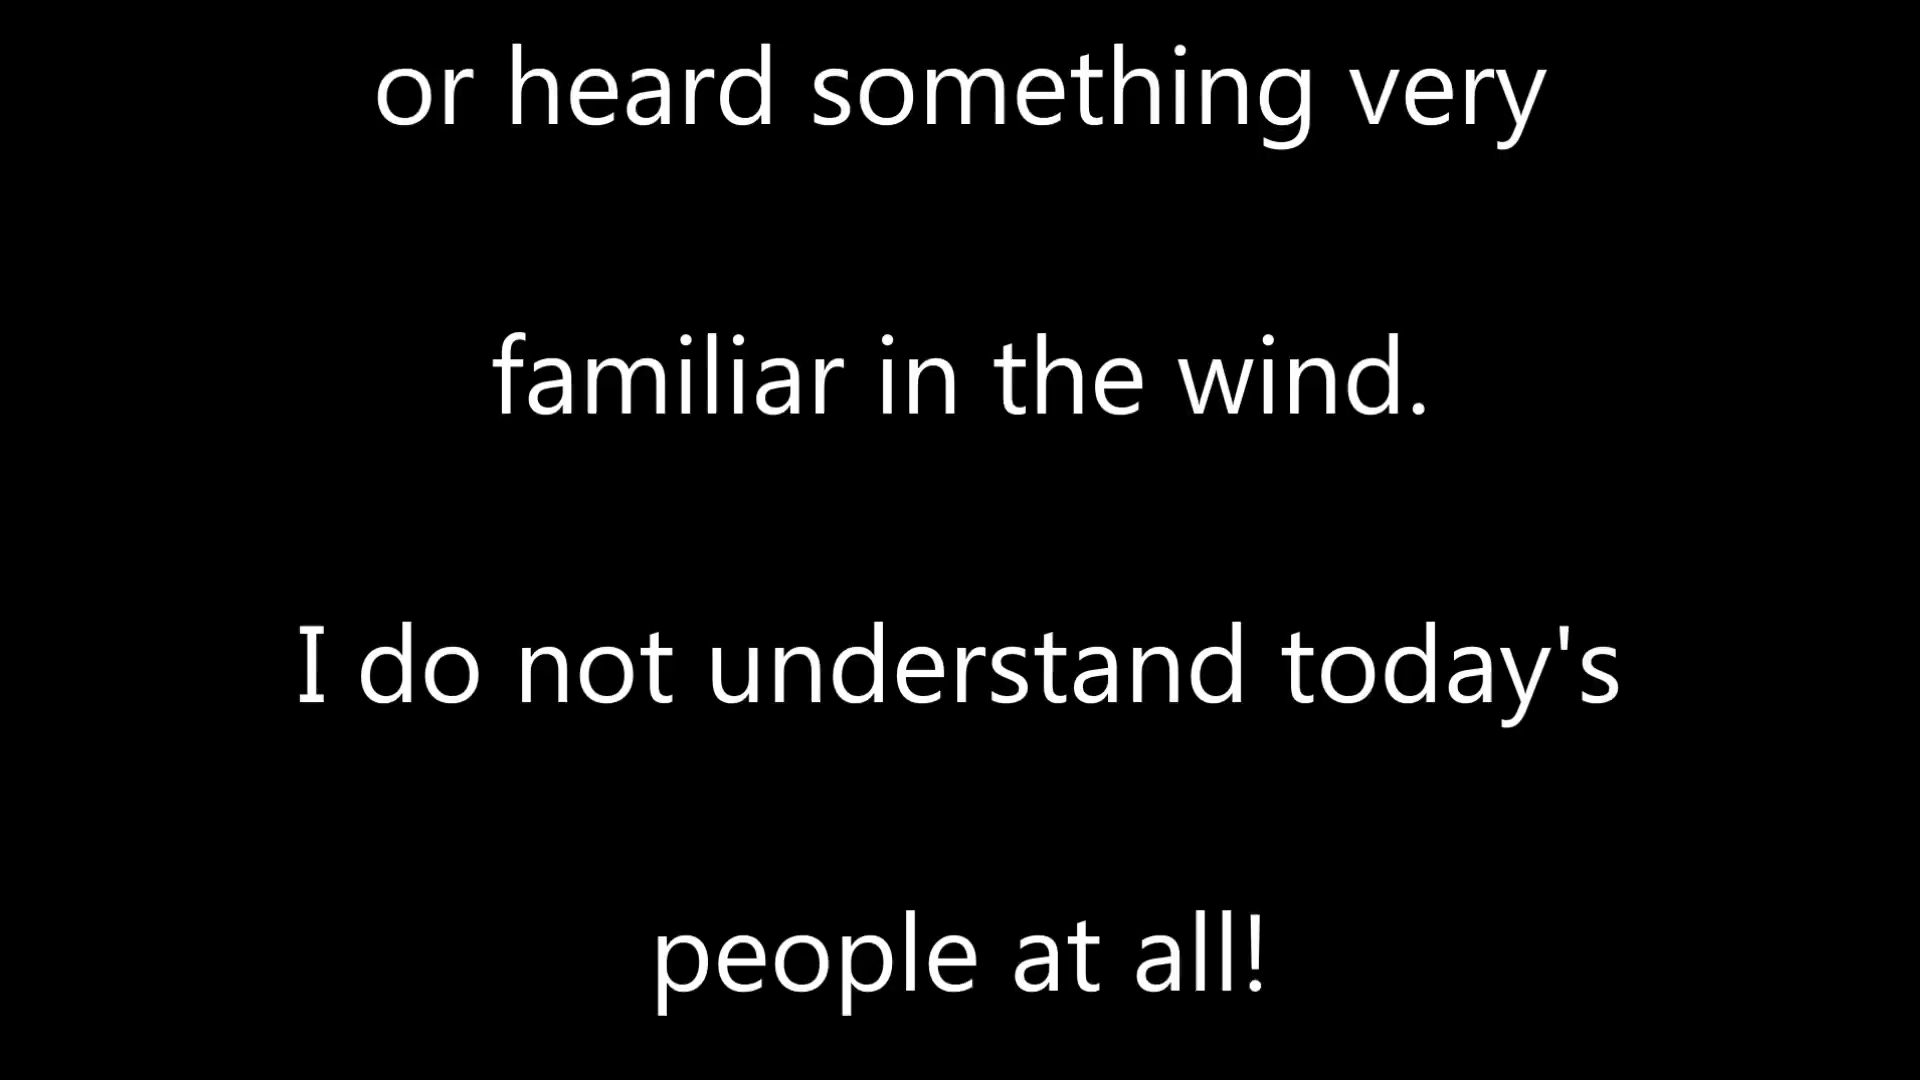 or heard something very
familiar in the wind.
I do not understand today's
people at all!